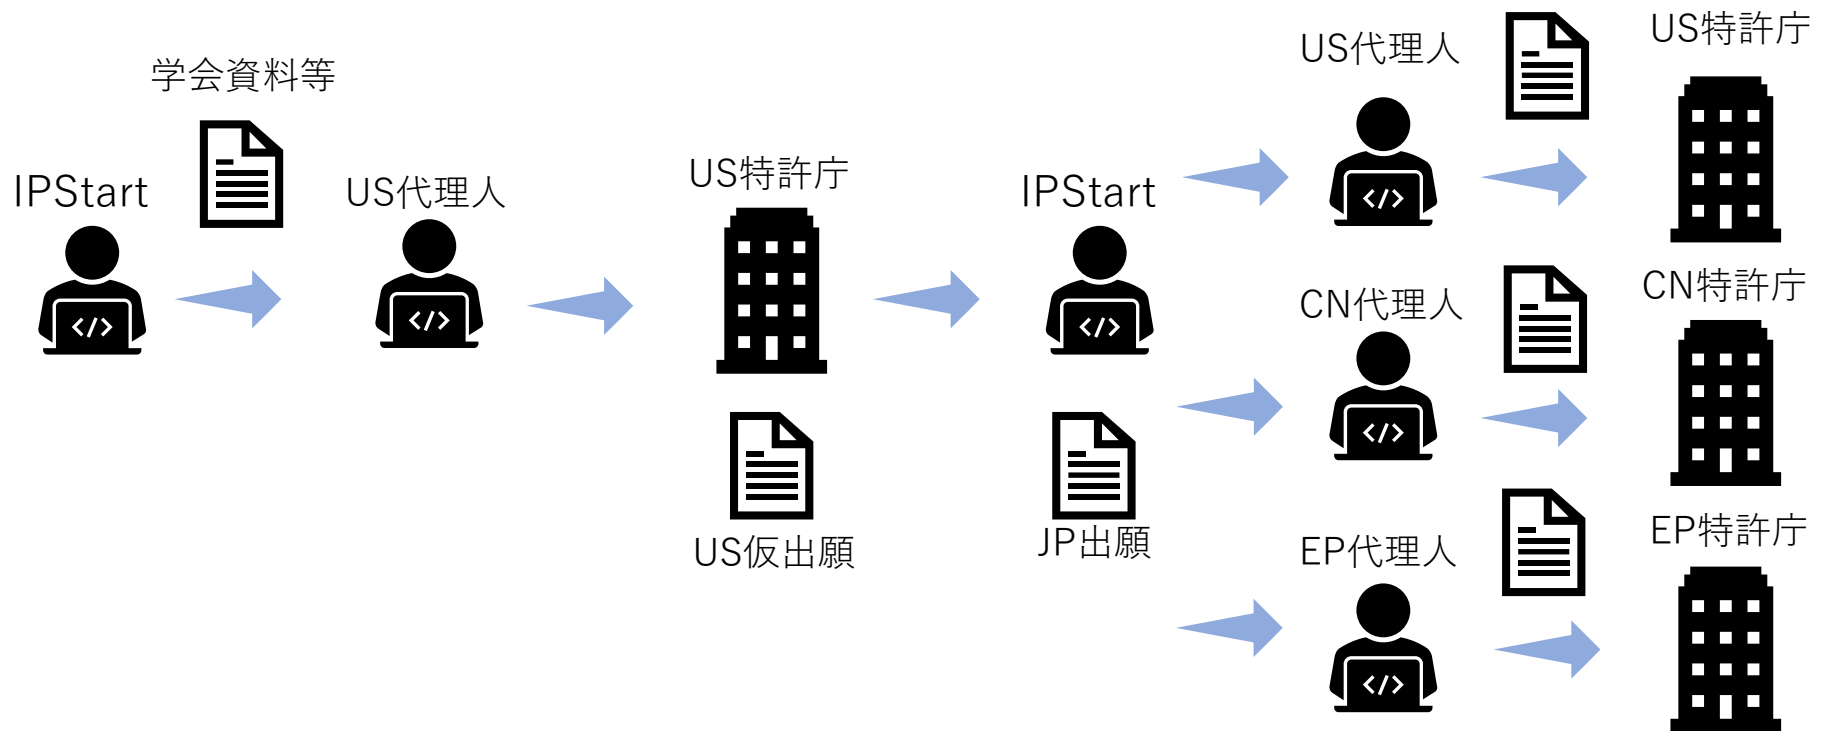 学会資料等
IPStart
US代理人
US特許庁
US仮出願
IPStart
JP出願
US代理人
US特許庁
CN代理人
CN特許庁
EP代理人
EP特許庁